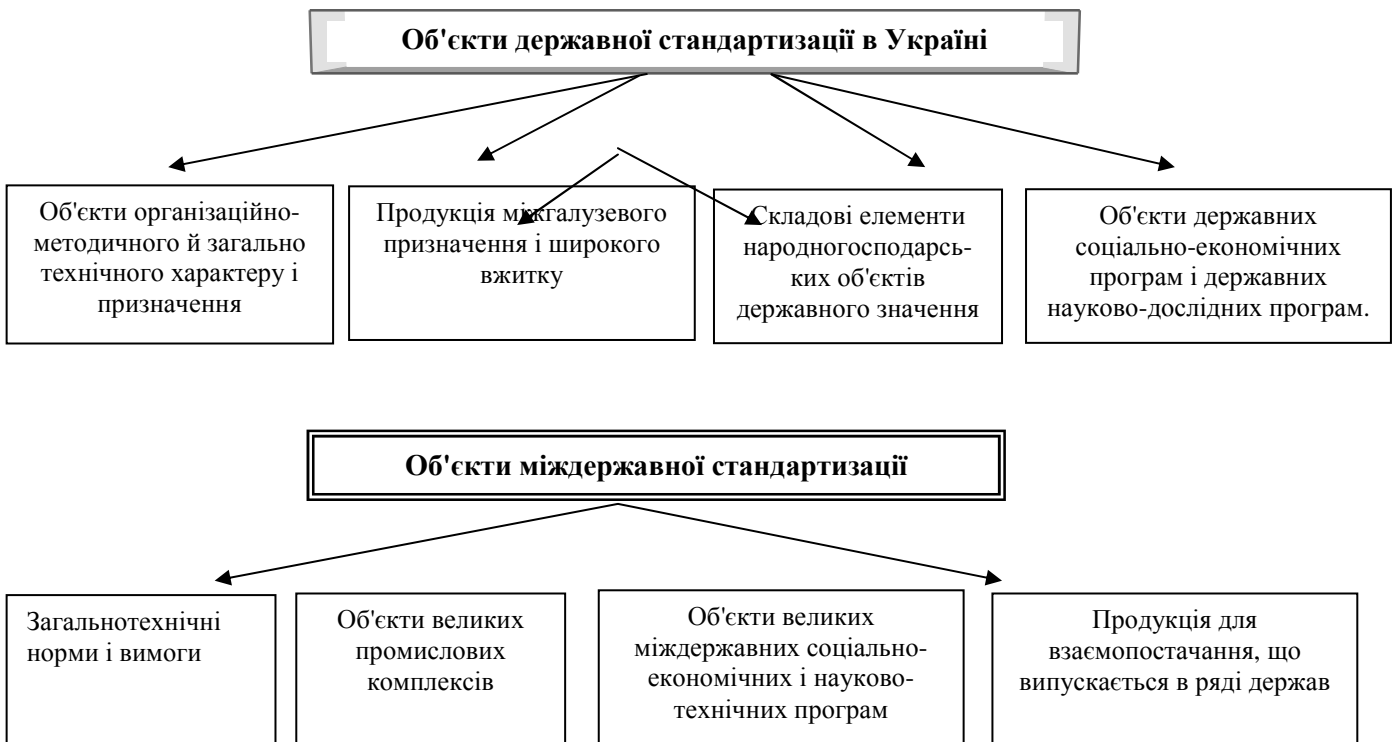 Об'єкти державної стандартизації в Україні
Об'єкти організаційно-
методичного й загально
технічного характеру і
призначення
Продукція міжгалузевого
призначення і широкого
вжитку
Складові елементи
народногосподарсь-
ких об'єктів
державного значення
Об'єкти державних
соціально-економічних
програм і державних
науково-дослідних програм.
Об'єкти міждержавної стандартизації
Загальнотехнічні
норми і вимоги
Об'єкти великих
промислових
комплексів
Об'єкти великих
міждержавних соціально-
економічних і науково-
технічних програм
Продукція для
взаємопостачання, що
випускається в ряді держав